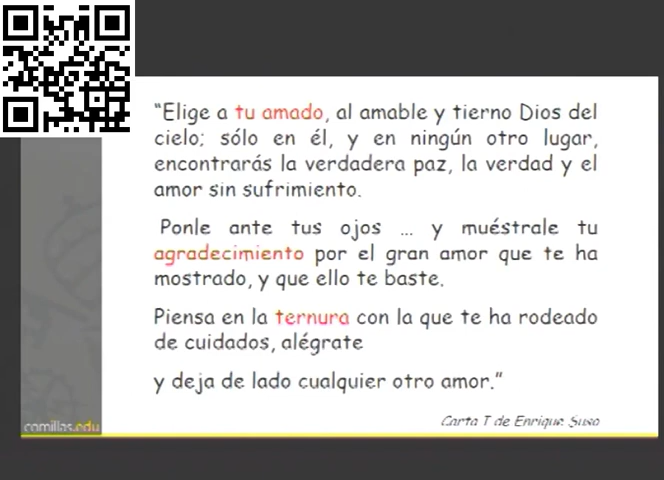 “Elige a tu amado, al amable y tierno Dios del
cielo; sólo en él, y en ningún otro lugar,
encontrarás la verdadera paz, la verdad y el
amor sin sufrimiento.
Ponle ante tus ojos ... y muéstrale tu
agradecimiento por el gran amor que te ha
mostrado, y que ello te baste.
Piensa en la ternura con la que te ha rodeado
de cuidados, alégrate
y deja de lado cualquier otro amor.”
Carta I de Enrique Suso
comillas.edu